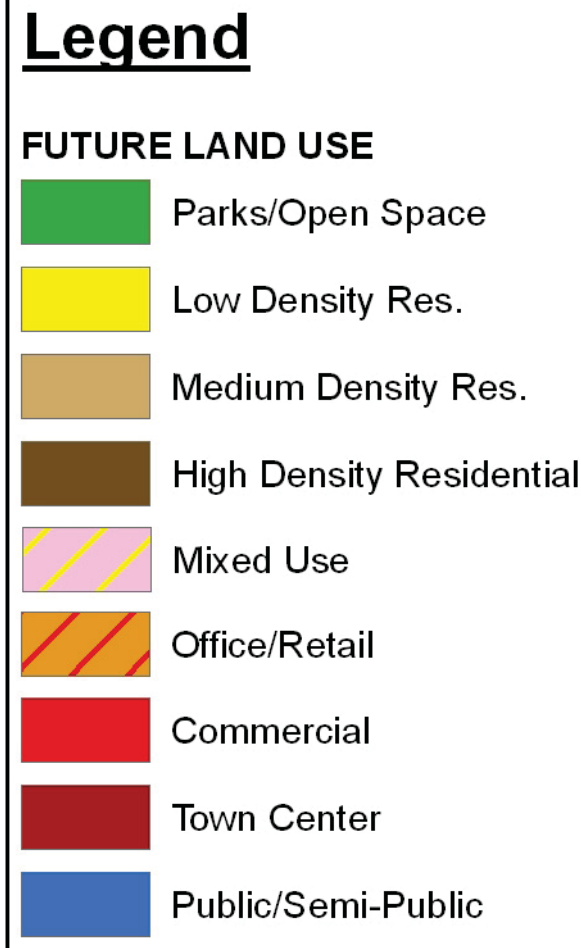 Legend
FUTURE LAND USE
Parks/Open Space
Low Density Res.
Medium Density Res.
High Density Residential
Mixed Use
Office/Retail
Commercial
Town Center
Public/Semi-Public